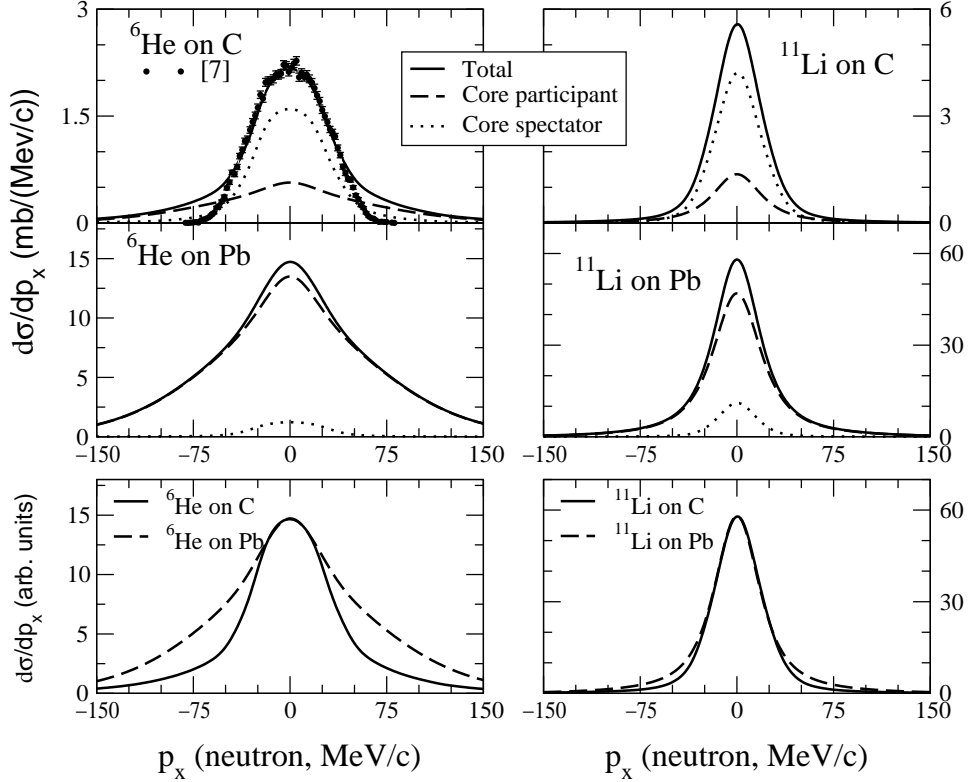 ⁶He on C
• • [7]
Total
Core participant
Core spectator
¹¹Li on C
3
1.5
0
6
3
0
dσ/dpₓ (mb/(Mev/c))
⁶He on Pb
¹¹Li on Pb
15
10
5
0
60
30
0
−150 −75 0 75 150
−150 −75 0 75 150
dσ/dpₓ (arb. units)
⁶He on C
⁶He on Pb
¹¹Li on C
¹¹Li on Pb
15
10
5
0
60
30
0
−150 −75 0 75 150
−150 −75 0 75 150
pₓ (neutron, MeV/c)
pₓ (neutron, MeV/c)